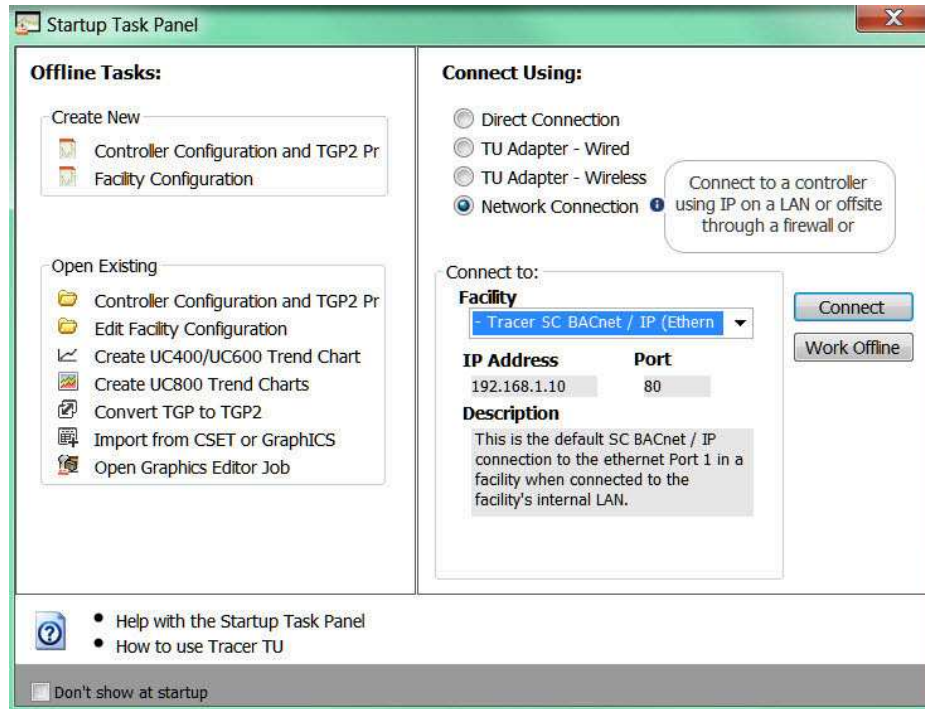 Startup Task Panel
Offline Tasks:
Create New
Controller Configuration and TGP2 Pr
Facility Configuration
Open Existing
Controller Configuration and TGP2 Pr
Edit Facility Configuration
Create UC400/UC600 Trend Chart
Create UC800 Trend Charts
Convert TGP to TGP2
Import from CSET or GraphICS
Open Graphics Editor Job
Connect Using:
Direct Connection
TU Adapter - Wired
TU Adapter - Wireless
Network Connection
Connect to a controller
using IP on a LAN or offsite
through a firewall or
Connect to:
Facility
- Tracer SC BACnet / IP (Ethern
IP Address Port
192.168.1.10 80
Description
This is the default SC BACnet / IP
connection to the ethernet Port 1 in a
facility when connected to the
facility's internal LAN.
Connect
Work Offline
Help with the Startup Task Panel
How to use Tracer TU
Don't show at startup